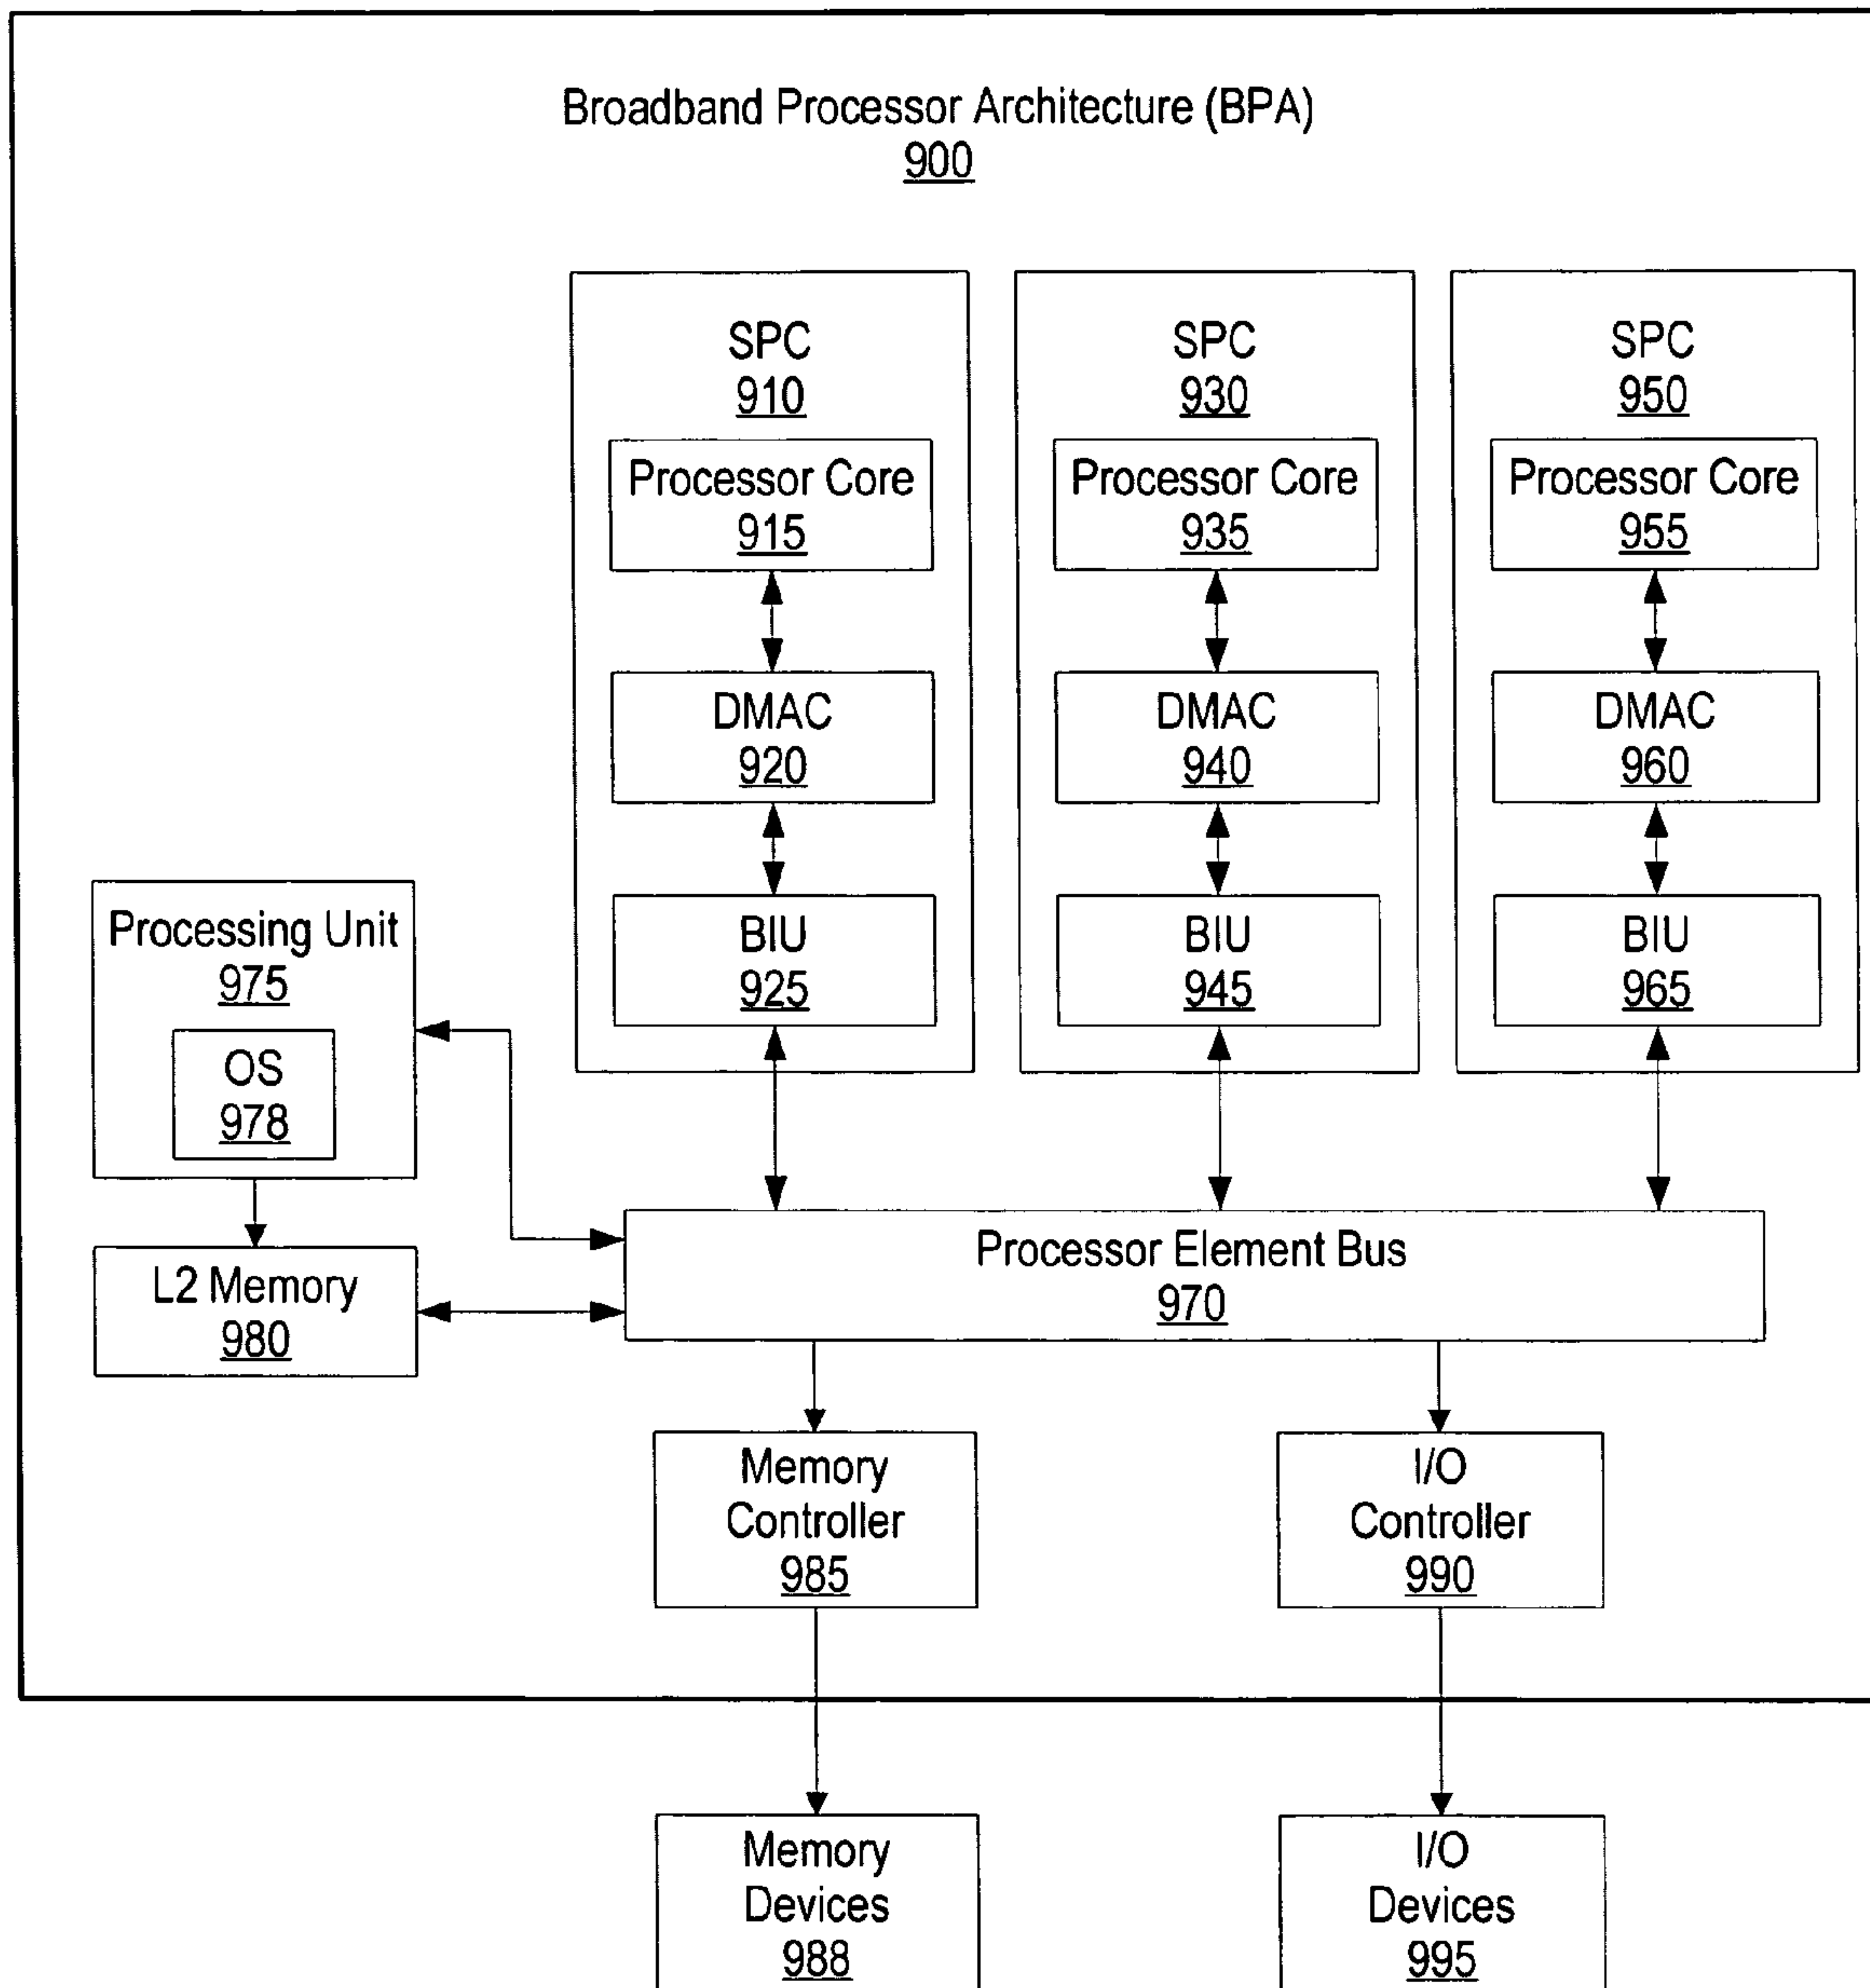 Broadband Processor Architecture (BPA)
900
SPC
910
Processor Core
915
DMAC
920
BIU
925
SPC
930
Processor Core
935
DMAC
940
BIU
945
SPC
950
Processor Core
955
DMAC
960
BIU
965
Processing Unit
975
OS
978
L2 Memory
980
Processor Element Bus
970
Memory
Controller
985
I/O
Controller
990
Memory
Devices
988
I/O
Devices
995